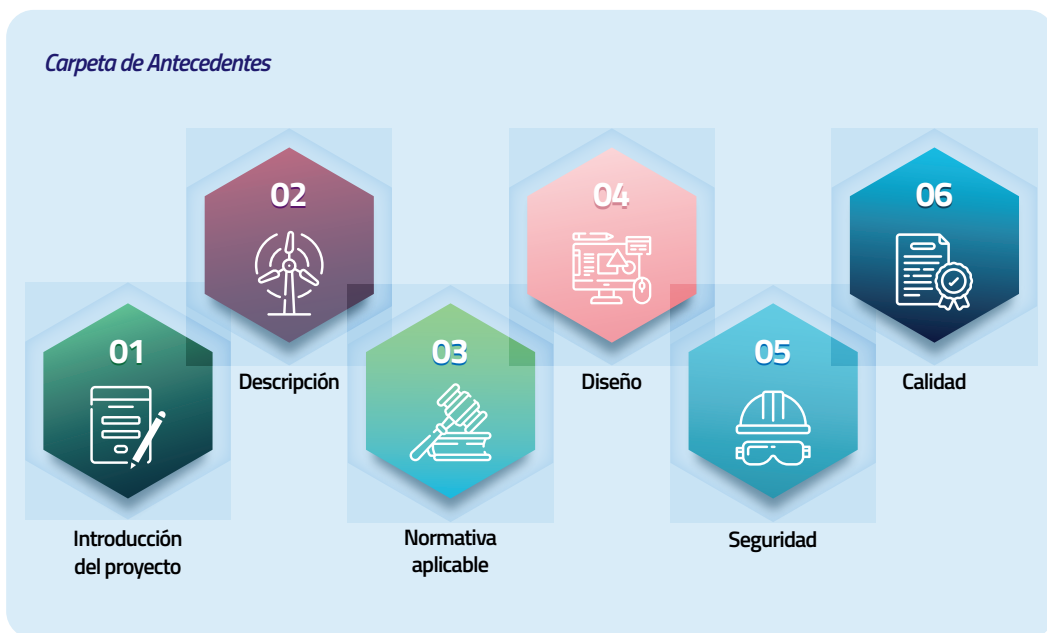 Carpeta de Antecedentes
01
Introducción
del proyecto
02
Descripción
03
Normativa
aplicable
04
Diseño
05
Seguridad
06
Calidad